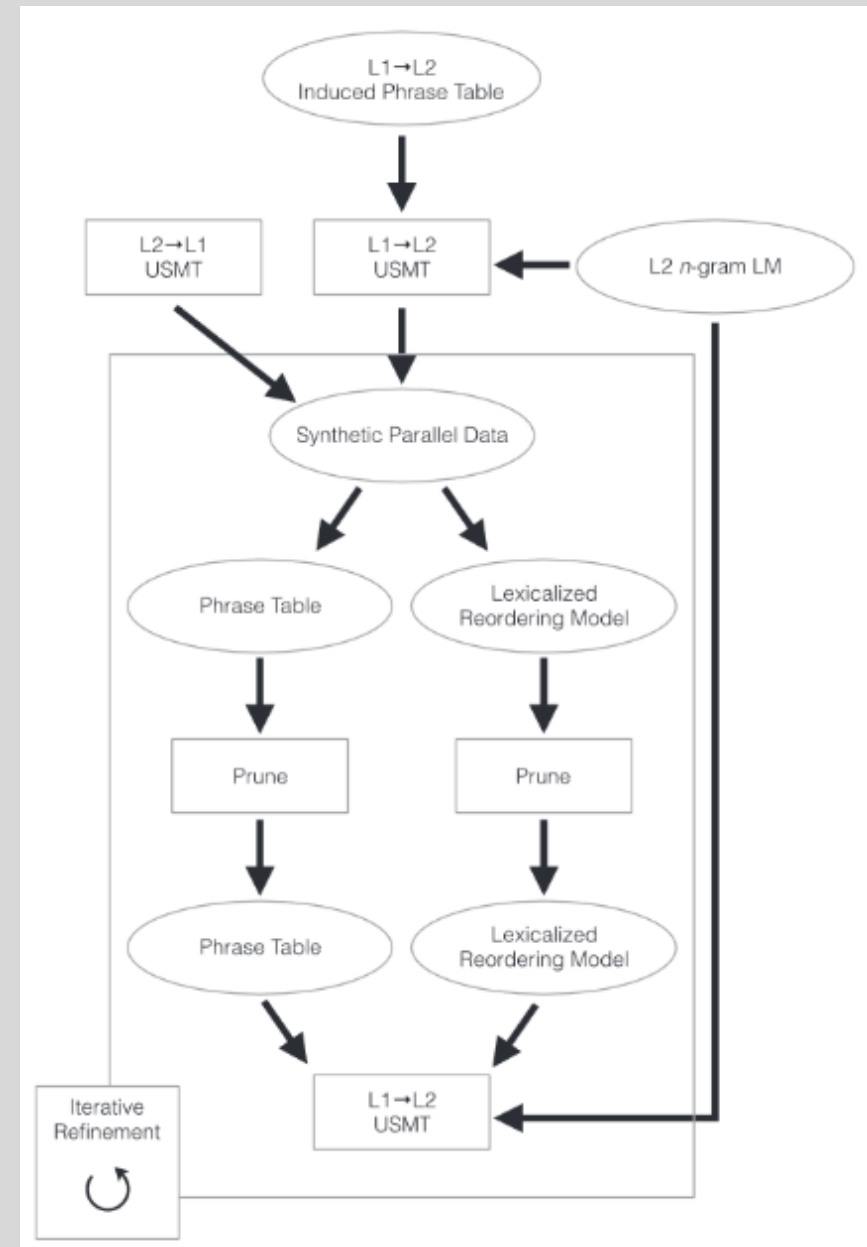 L1→L2
Induced Phrase Table
L2→L1
USMT
L1→L2
USMT
L2 n-gram LM
Synthetic Parallel Data
Phrase Table
Lexicalized
Reordering Model
Prune
Prune
Phrase Table
Lexicalized
Reordering Model
L1→L2
USMT
Iterative
Refinement